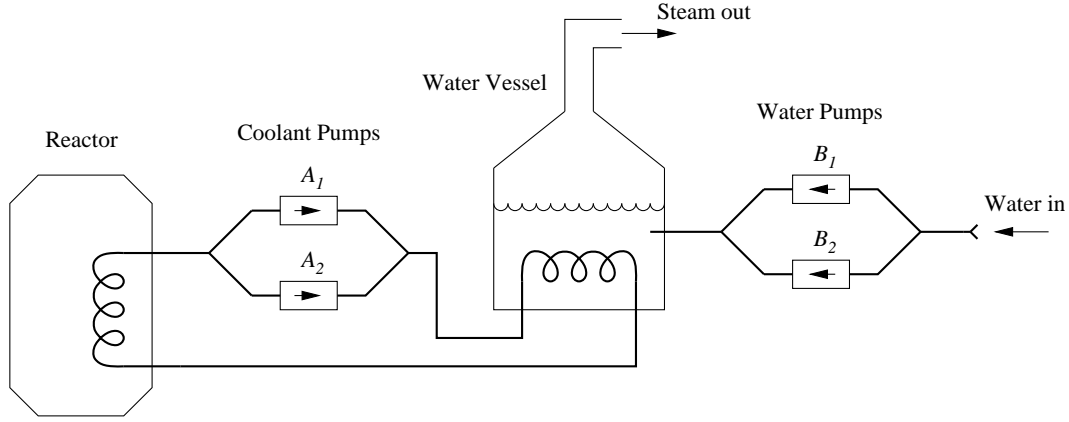 Steam out
Water Vessel
Water Pumps
Reactor
Coolant Pumps
A1
B1
Water in
A2
B2